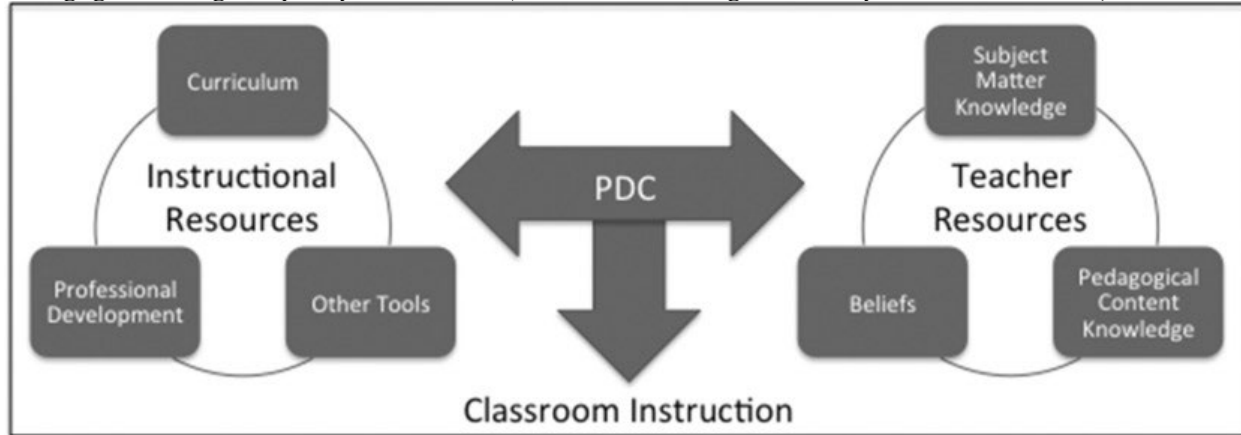 Curriculum
Instructional
Resources
Professional
Development
Other Tools
PDC
Classroom Instruction
Subject
Matter
Knowledge
Teacher
Resources
Beliefs
Pedagogical
Content
Knowledge